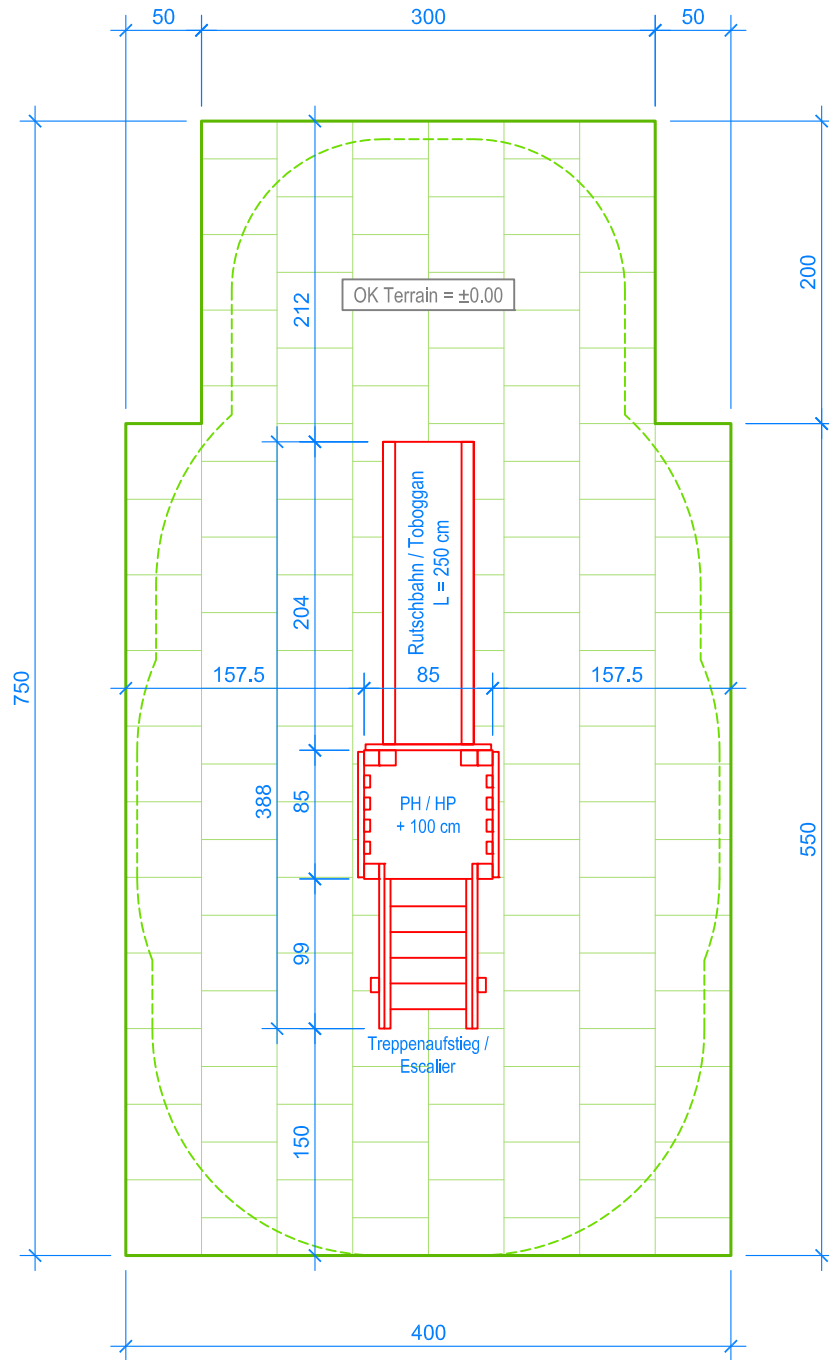 50
300
50
OK Terrain = ±0.00
212
200
Rutschbahn / Toboggan
L = 250 cm
204
750
157.5
85
157.5
388
85
PH / HP
+ 100 cm
550
99
Treppenaufstieg /
Escalier
150
400